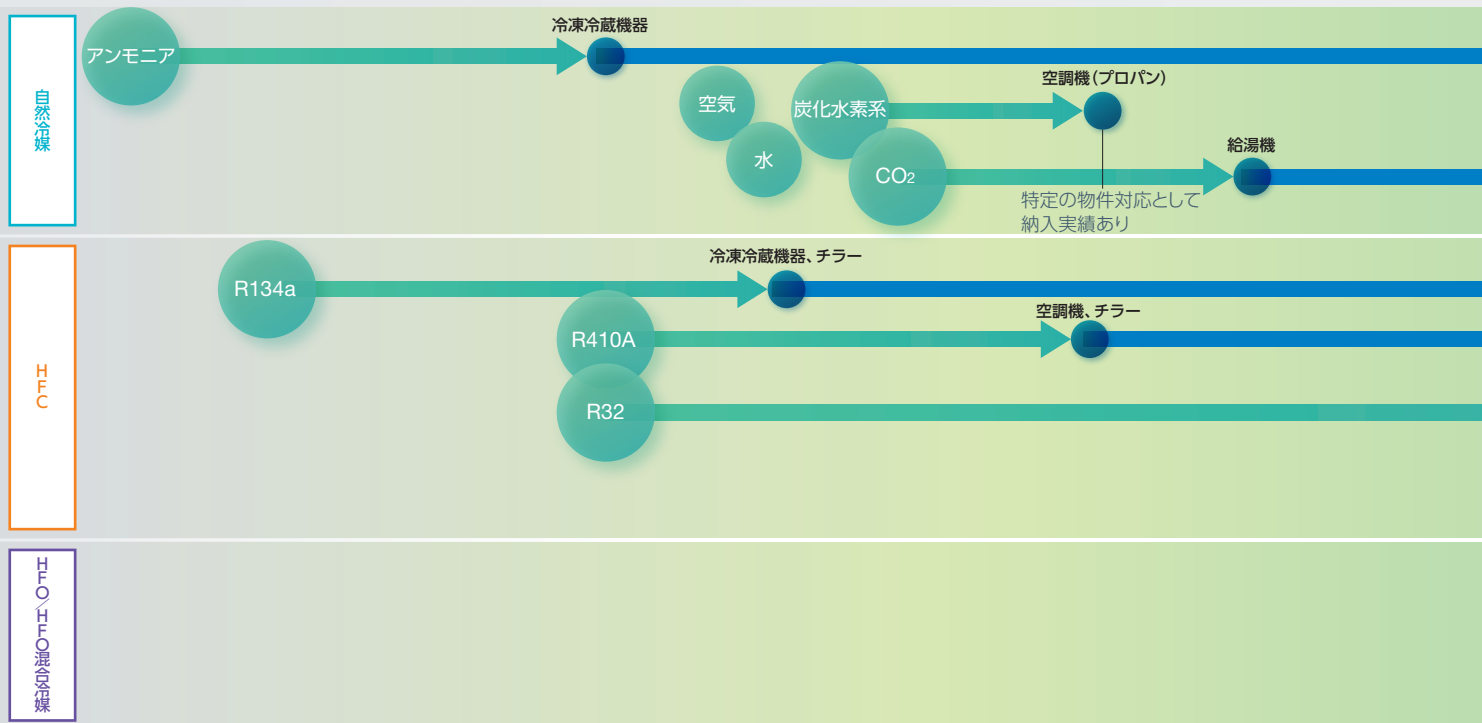 自然冷媒
アンモニア
冷凍冷蔵機器
空気
水
炭化水素系
空調機(プロパン)
CO₂
給湯機
特定の物件対応として
納入実績あり
HFC
R134a
冷凍冷蔵機器、チラー
R410A
空調機、チラー
R32
HFO/HFO混合冷媒